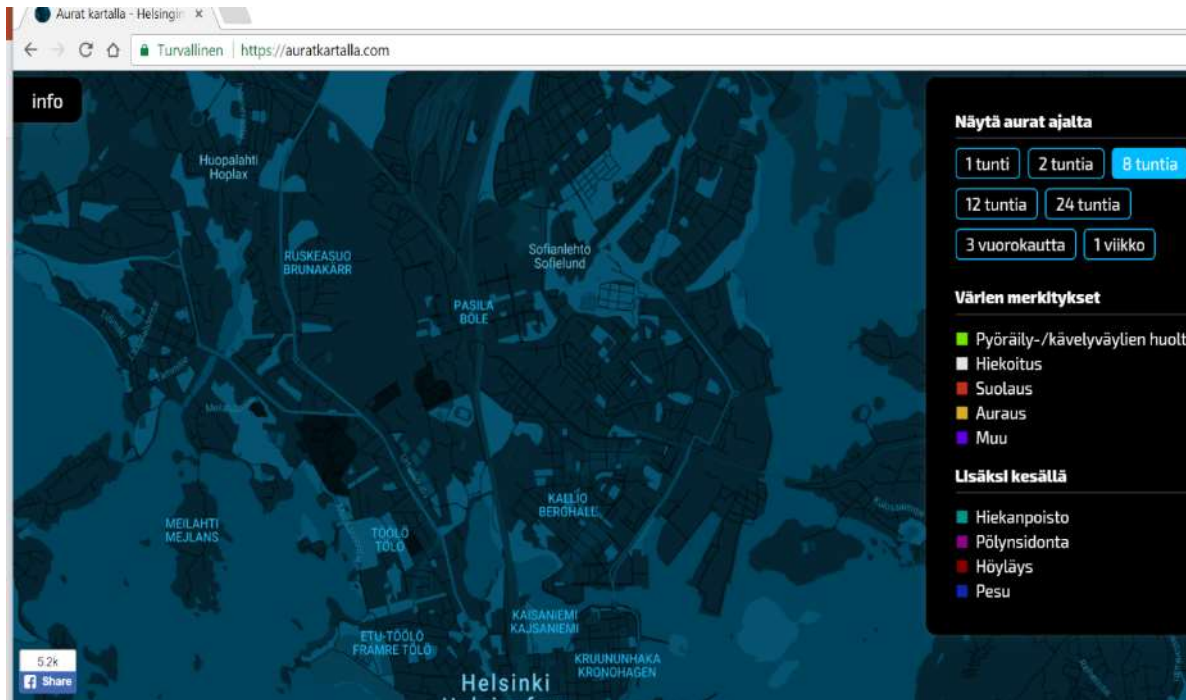 Aurat kartalla - Helsingin
Turvallinen https://auratkartalla.com
info
Huopalahti
Hoplax
RUSKEASUO
BRUNAKÄRR
Sofianlehto
Sofielund
PASILA
BÖLE
MEILAHTI
MEJLANS
TÖÖLÖ
TÖLÖ
KALLIO
BERGHÄLL
KAISANIEMI
KAJSANIEMI
ETU-TÖÖLÖ
FRÄMRE TÖLÖ
KRUUNUNHAKA
KRONOHAGEN
Helsinki
5.2k
Share
Näytä aurat ajalta
1 tunti 2 tuntia 8 tuntia
12 tuntia 24 tuntia
3 vuorokautta 1 viikko
Värien merkitykset
Pyöräily-/kävelyväylien huolt
Hiekoitus
Suolaus
Auraus
Muu
Lisäksi kesällä
Hiekanpoisto
Pölynsidonta
Höyläys
Pesu